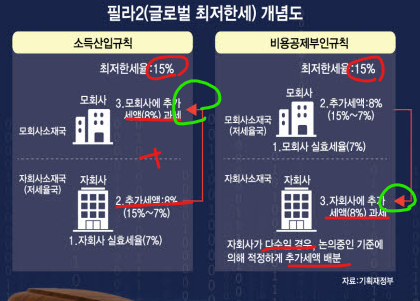 필라2(글로벌 최저한세) 개념도
소득산입규칙
최저한세율:15%
모회사
3.모회사에 추가
세액(8%) 과세
모회사소재국
자회사소재국
(저세율국)
자회사
2.추가세액:8%
(15%~7%)
1.자회사 실효세율(7%)
비용공제부인규칙
최저한세율:15%
모회사
2.추가세액:8%
(15%~7%)
모회사소재국
(저세율국)
1.모회사 실효율(7%)
자회사소재국
자회사
3.자회사에 추가
세액(8%) 과세
자회사가 다수일 경우, 논의중인 기준에
의해 적정하게 추가세액 배분
자료:기획재정부